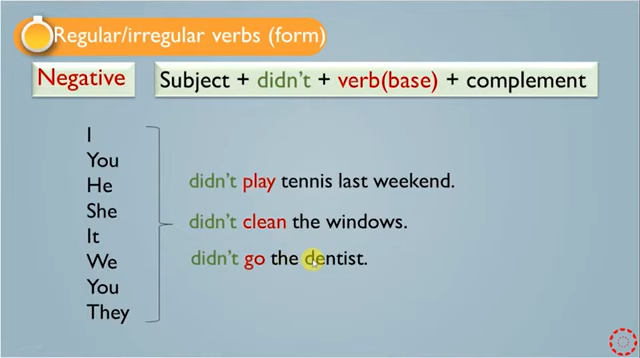 Regular/irregular verbs (form)
Negative
Subject + didn't + verb(base) + complement
I
You
He
She
It
We
You
They
didn't play tennis last weekend.
didn't clean the windows.
didn't go the dentist.